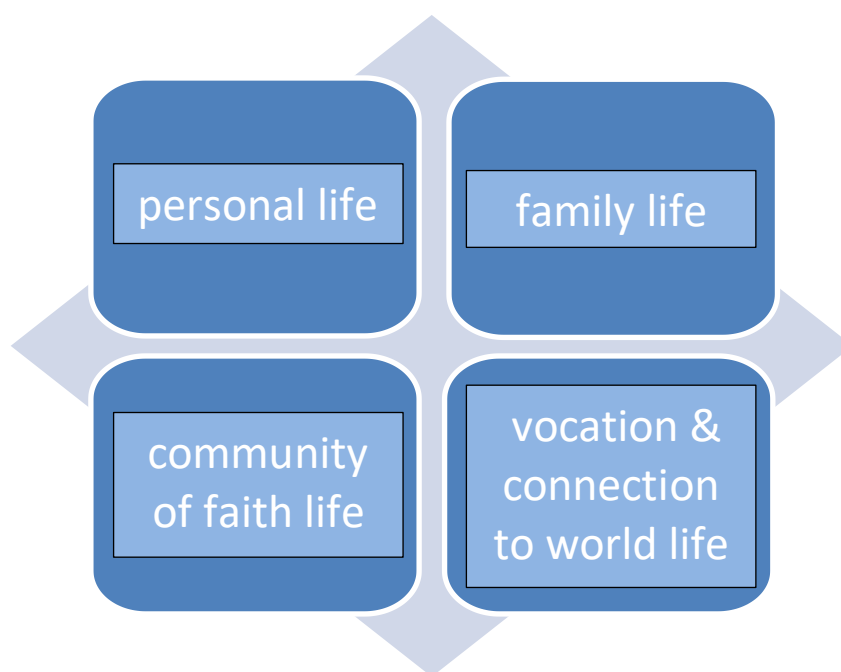 personal life
family life
community
of faith life
vocation &
connection
to world life